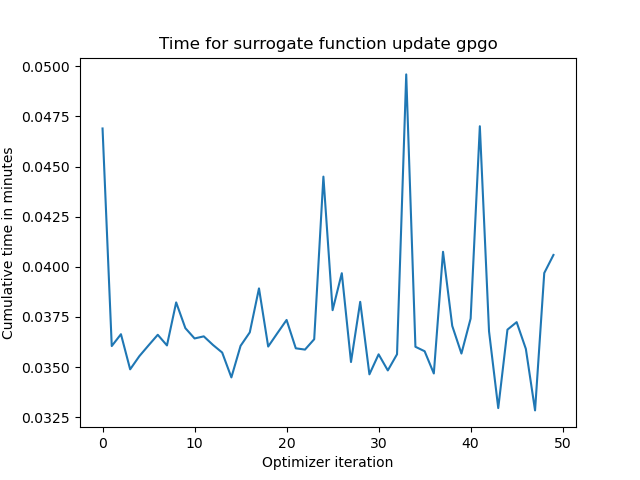 Time for surrogate function update gpgo
Cumulative time in minutes
0.0500
0.0475
0.0450
0.0425
0.0400
0.0375
0.0350
0.0325
0 10 20 30 40 50
Optimizer iteration